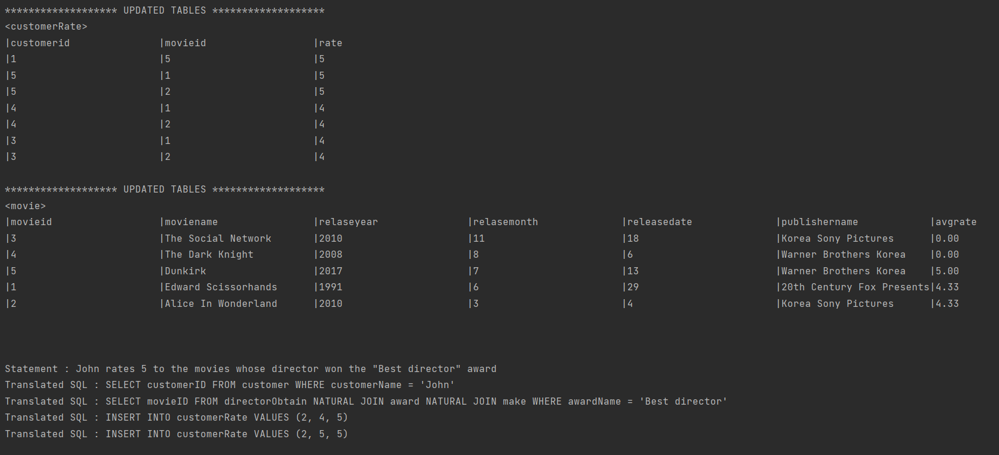 ******************* UPDATED TABLES *******************
<customerRate>
|customerid |movieid |rate
|1 |5 |5
|5 |1 |5
|5 |2 |5
|4 |1 |4
|4 |2 |4
|3 |1 |4
|3 |2 |4
******************* UPDATED TABLES *******************
<movie>
|movieid |moviename |relaseyear |relasemonth |releasedate |publishername |avgrate
|3 |The Social Network |2010 |11 |18 |Korea Sony Pictures |0.00
|4 |The Dark Knight |2008 |8 |6 |Warner Brothers Korea |0.00
|5 |Dunkirk |2017 |7 |13 |Warner Brothers Korea |5.00
|1 |Edward Scissorhands |1991 |6 |29 |20th Century Fox Presents|4.33
|2 |Alice In Wonderland |2010 |3 |4 |Korea Sony Pictures |4.33
Statement : John rates 5 to the movies whose director won the "Best director" award
Translated SQL : SELECT customerID FROM customer WHERE customerName = 'John'
Translated SQL : SELECT movieID FROM directorObtain NATURAL JOIN award NATURAL JOIN make WHERE awardName = 'Best director'
Translated SQL : INSERT INTO customerRate VALUES (2, 4, 5)
Translated SQL : INSERT INTO customerRate VALUES (2, 5, 5)